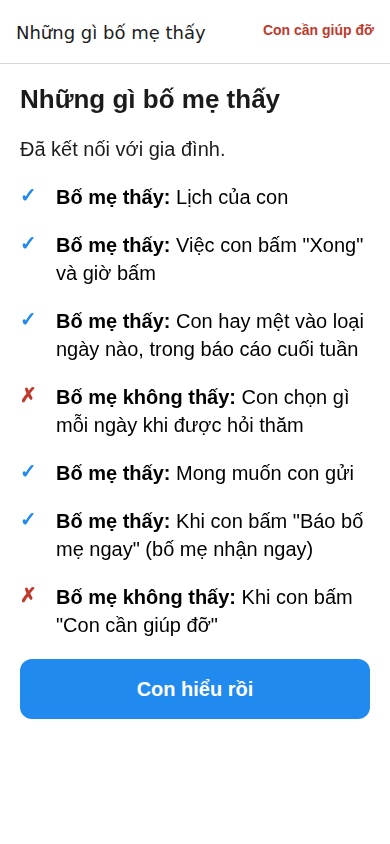 Những gì bố mẹ thấy
Con cần giúp đỡ
Những gì bố mẹ thấy
Đã kết nối với gia đình.
✓ Bố mẹ thấy: Lịch của con
✓ Bố mẹ thấy: Việc con bấm "Xong"
và giờ bấm
✓ Bố mẹ thấy: Con hay mệt vào loại
ngày nào, trong báo cáo cuối tuần
✗ Bố mẹ không thấy: Con chọn gì
mỗi ngày khi được hỏi thăm
✓ Bố mẹ thấy: Mong muốn con gửi
✓ Bố mẹ thấy: Khi con bấm "Báo bố
mẹ ngay" (bố mẹ nhận ngay)
✗ Bố mẹ không thấy: Khi con bấm
"Con cần giúp đỡ"
Con hiểu rồi